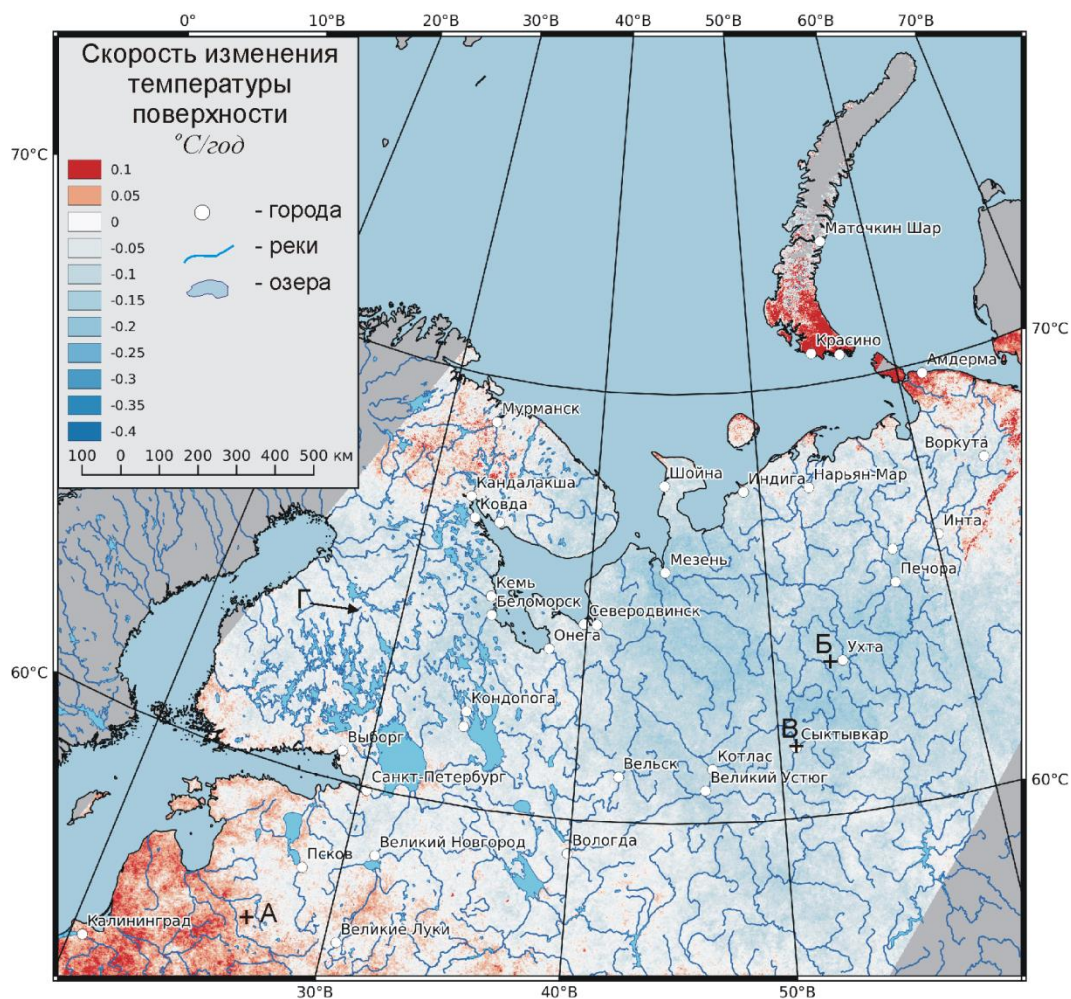 0° 10°В 20°В 30°В 40°В 50°В 60°В 70°В
Скорость изменения
температуры
поверхности
°С/год
0.1
0.05
0
-0.05
-0.1
-0.15
-0.2
-0.25
-0.3
-0.35
-0.4
- города
- реки
- озера
100 0 100 200 300 400 500 км
70°С
70°С
60°С
60°С
Маточкин Шар
Красино
Амдерма
Мурманск
Воркута
Шойна
Индига
Нарьян-Мар
Кандалакша
Ковда
Инта
Мезень
Печора
Кемь
Беломорск
Северодвинск
Г
Онега
Б
Ухта
Кондопога
В
Сыктывкар
Выборг
Санкт-Петербург
Вельск
Котлас
Великий Устюг
Великий Новгород
Вологда
Псков
А
Калининград
Великие Луки
30°В 40°В 50°В